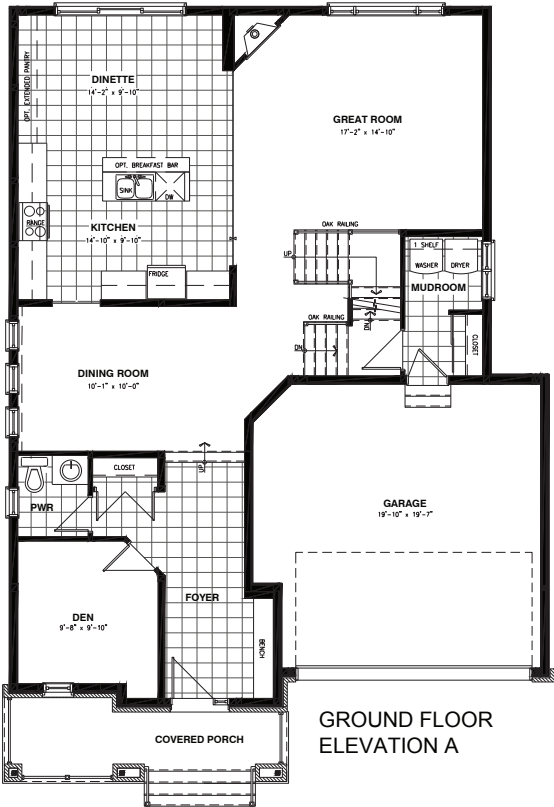 DINETTE
14'-2" x 9'-10"
OPT. EXTENDED PANTRY
GREAT ROOM
17'-2" x 14'-10"
OPT. BREAKFAST BAR
SINK
DW
RANGE
KITCHEN
14'-10" x 9'-10"
FRIDGE
OAK RAILING
UP
1 SHELF
WASHER
DRYER
MUDROOM
OAK RAILING
DN
DN
CLOSET
DINING ROOM
10'-1" x 10'-0"
UP
CLOSET
PWR
GARAGE
19'-10" x 19'-7"
FOYER
DEN
9'-8" x 9'-10"
BENCH
COVERED PORCH
GROUND FLOOR
ELEVATION A